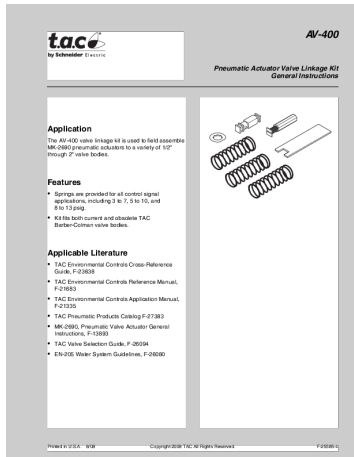 t.a.c
by Schneider Electric
AV-400
Pneumatic Actuator Valve Linkage Kit
General Instructions
Application
The AV-400 valve linkage kit is used to field assemble
MK-2690 pneumatic actuators to a variety of 1/2"
through 2" valve bodies.
Features
• Springs are provided for all control signal
applications, including 3 to 7, 5 to 10, and
8 to 13 psig.
• Kit fits both current and obsolete TAC
Barber-Colman valve bodies.
Applicable Literature
• TAC Environmental Controls Cross-Reference
Guide, F-23638
• TAC Environmental Controls Reference Manual,
F-21683
• TAC Environmental Controls Application Manual,
F-21335
• TAC Pneumatic Products Catalog F-27383
• MK-2690, Pneumatic Valve Actuator General
Instructions, F-13893
• TAC Valve Selection Guide, F-26094
• EN-205 Water System Guidelines, F-26080
Printed in U.S.A. 8/08 Copyright 2008 TAC All Rights Reserved.